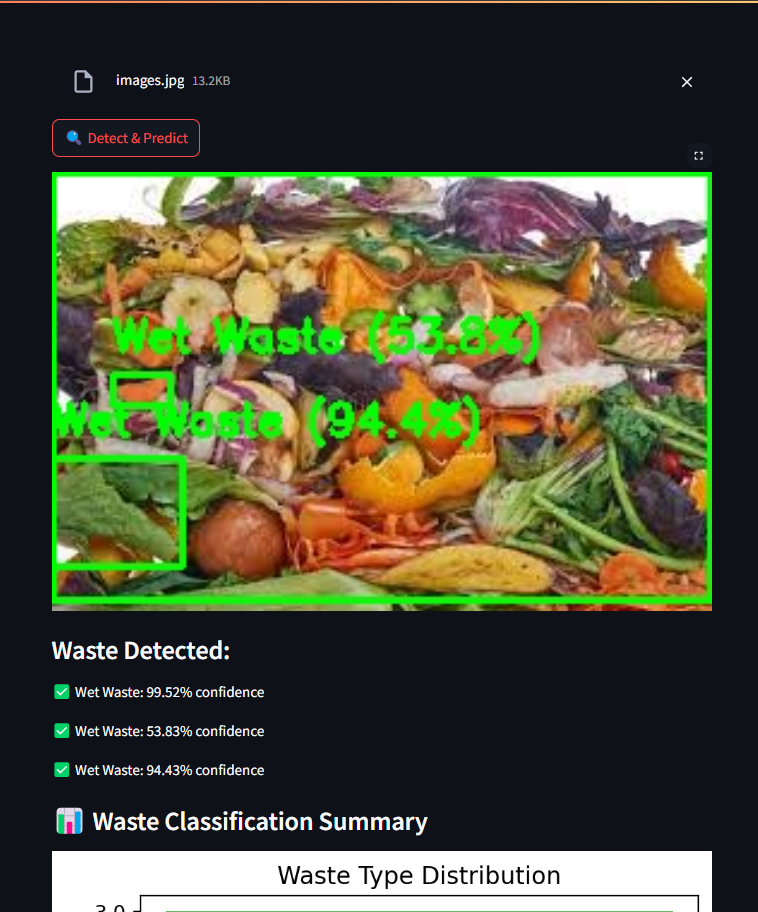 images.jpg 13.2KB
Detect & Predict
Wet Waste (53.8%)
Wet Waste (94.4%)
Waste Detected:
Wet Waste: 99.52% confidence
Wet Waste: 53.83% confidence
Wet Waste: 94.43% confidence
Waste Classification Summary
Waste Type Distribution
3.0